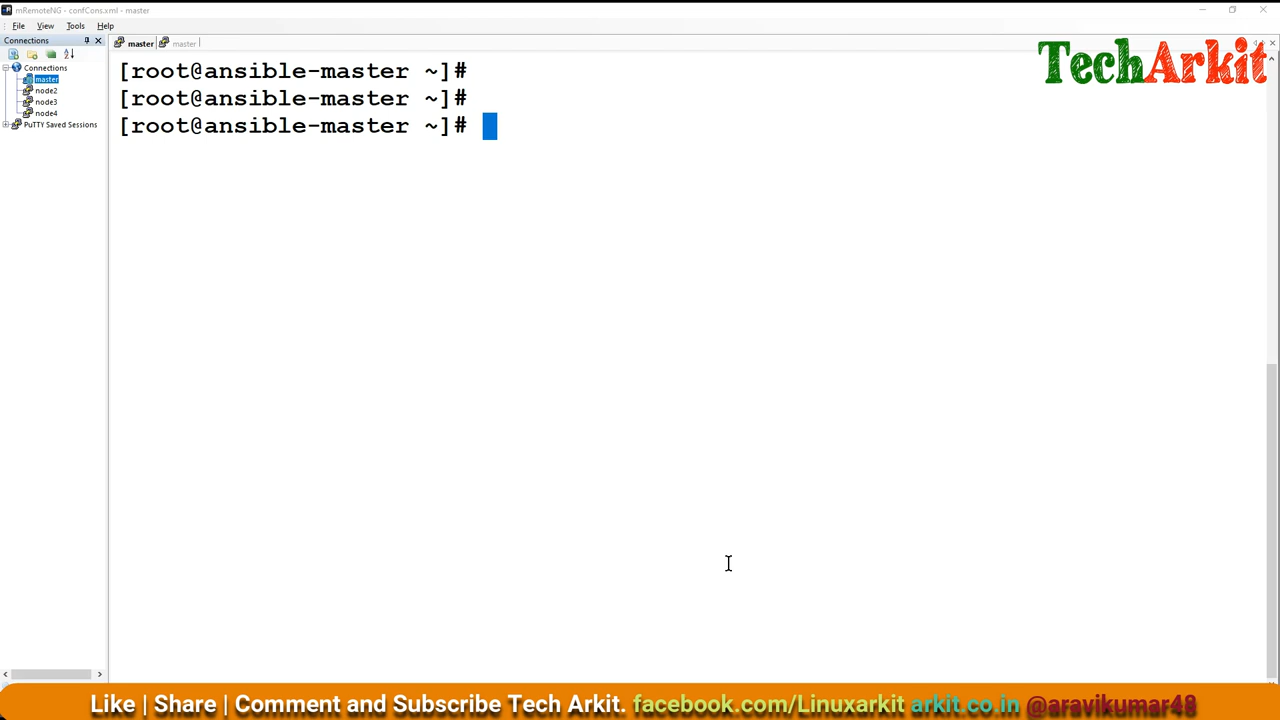 mRemoteNG - confCons.xml - master
File View Tools Help
Connections
master master
Connections
master
node2
node3
node4
PuTTY Saved Sessions
[root@ansible-master ~]#
[root@ansible-master ~]#
[root@ansible-master ~]#
TechArkit
Like | Share | Comment and Subscribe Tech Arkit. facebook.com/Linuxarkit arkit.co.in @aravikumar48